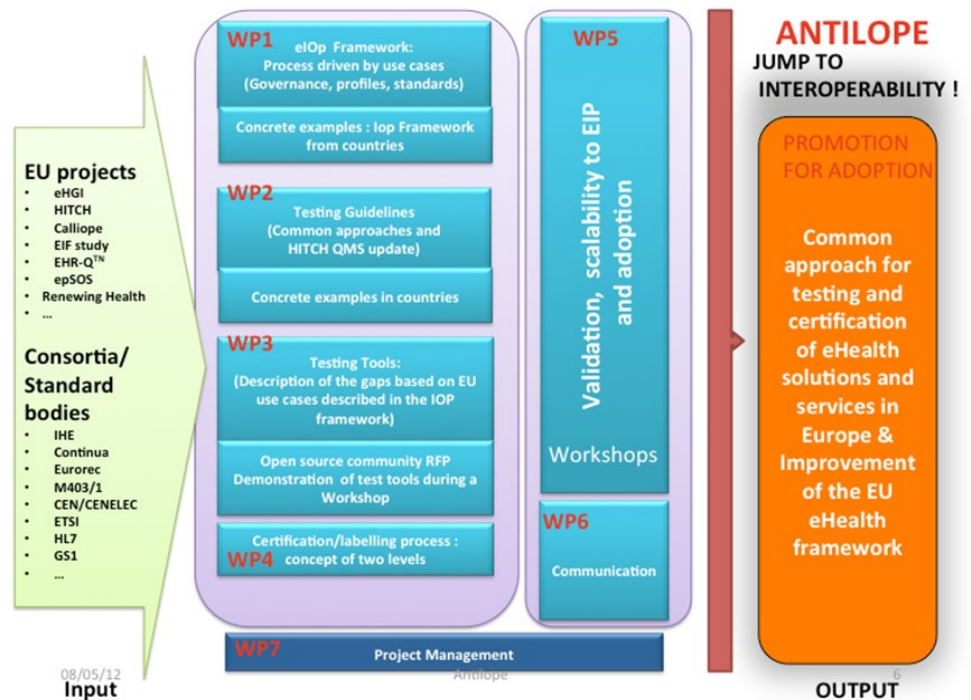 EU projects
• eHGI
• HITCH
• Calliope
• EIF study
• EHR-Qᵀᴺ
• epSOS
• Renewing Health
• ...
Consortia/
Standard
bodies
• IHE
• Continua
• Eurorec
• M403/1
• CEN/CENELEC
• ETSI
• HL7
• GS1
• ...
08/05/12
Input
WP1
eIOp Framework:
Process driven by use cases
(Governance, profiles, standards)
Concrete examples : Iop Framework
from countries
WP2
Testing Guidelines
(Common approaches and
HITCH QMS update)
Concrete examples in countries
WP3
Testing Tools:
(Description of the gaps based on EU
use cases described in the IOP
framework)
Open source community RFP
Demonstration of test tools during a
Workshop
Certification/labelling process :
WP4
concept of two levels
WP5
Validation, scalability to EIP
and adoption
Workshops
WP6
Communication
WP7
Project Management
Antilope
ANTILOPE
JUMP TO
INTEROPERABILITY !
PROMOTION
FOR ADOPTION
Common
approach for
testing and
certification
of eHealth
solutions and
services in
Europe &
Improvement
of the EU
eHealth
framework
6
OUTPUT